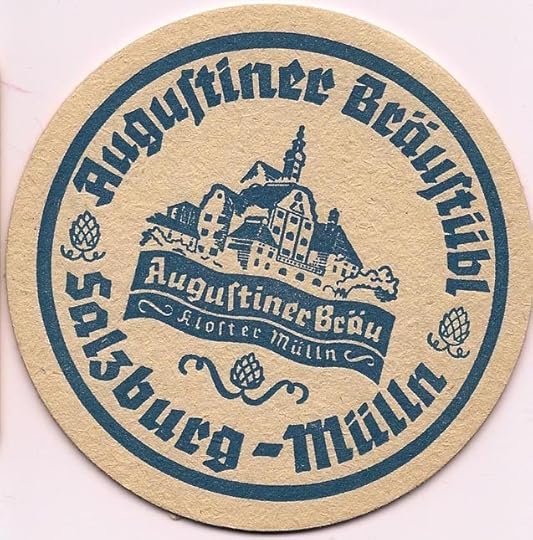 Auguſtiner Bräuſtübl
Auguſtiner Bräu
Kloſter Mülln
Salzburg-Mülln